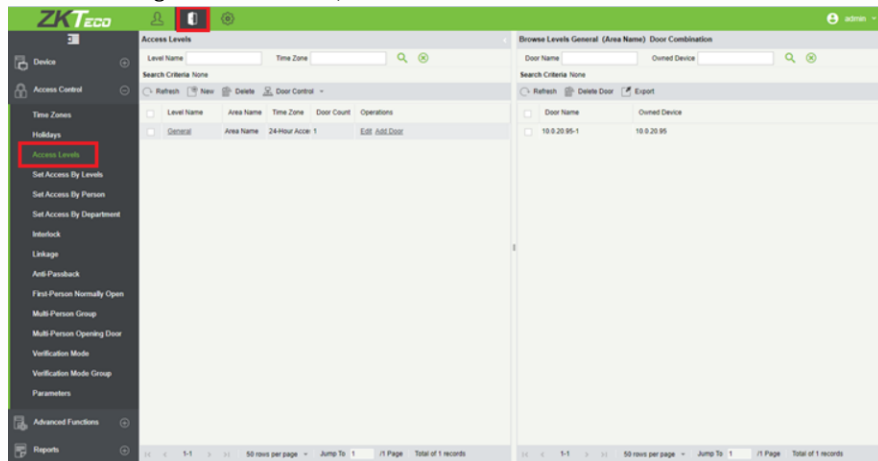 ZKTeco
admin
Device
Access Control
Time Zones
Holidays
Access Levels
Set Access By Levels
Set Access By Person
Set Access By Department
Interlock
Linkage
Anti-Passback
First-Person Normally Open
Multi-Person Group
Multi-Person Opening Door
Verification Mode
Verification Mode Group
Parameters
Advanced Functions
Reports
Access Levels
Level Name Time Zone
Search Criteria None
Refresh New Delete Door Control
Level Name Area Name Time Zone Door Count Operations
General Area Name 24-Hour Acce 1 Edit Add Door
1-1 50 rows per page Jump To 1 /1 Page Total of 1 records
Browse Levels General (Area Name) Door Combination
Door Name Owned Device
Search Criteria None
Refresh Delete Door Export
Door Name Owned Device
10.0.20.95-1 10.0.20.95
1-1 50 rows per page Jump To 1 /1 Page Total of 1 records